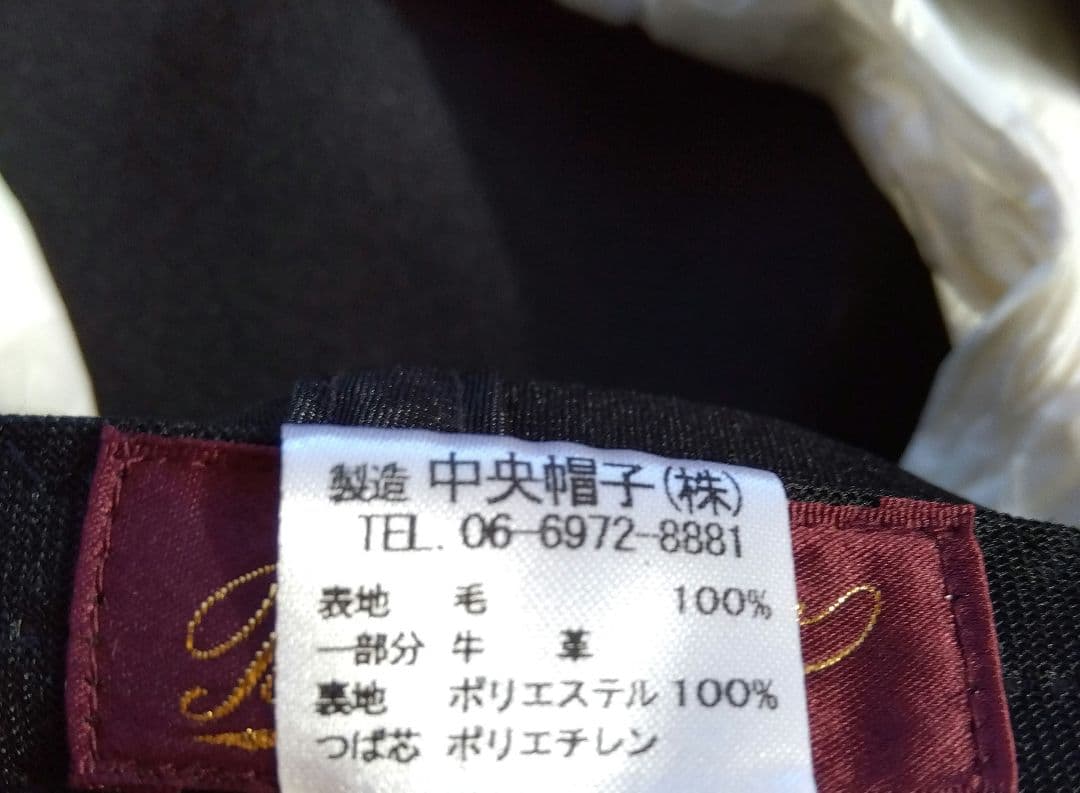 製造 中央帽子(株)
TEL. 06-6972-8881
表地 毛 100%
一部分 牛 革
裏地 ポリエステル 100%
つば芯 ポリエチレン